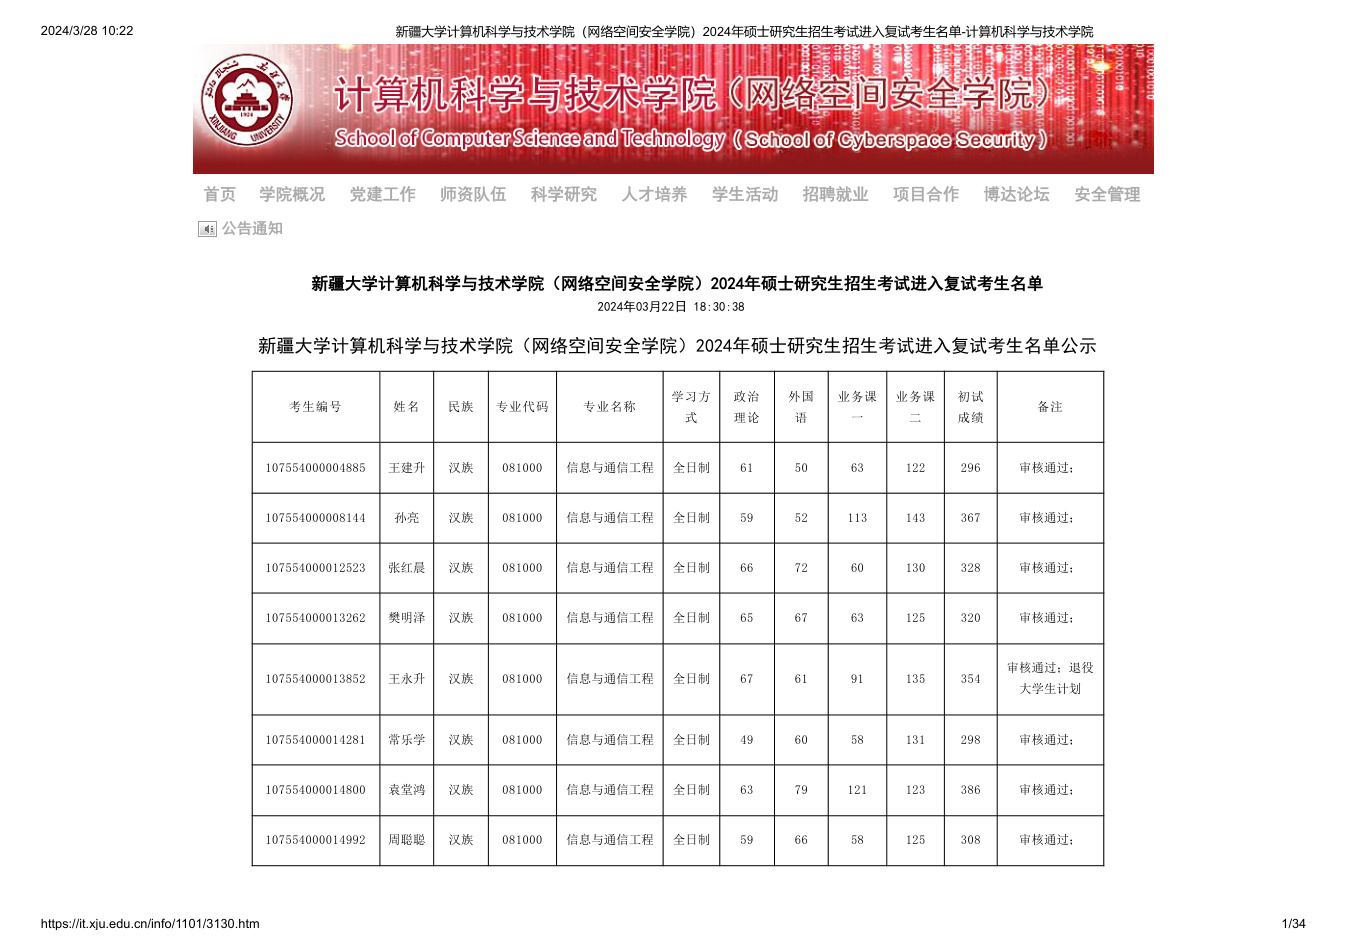 2024/3/28 10:22
新疆大学计算机科学与技术学院（网络空间安全学院）2024年硕士研究生招生考试进入复试考生名单-计算机科学与技术学院
XINJIANG UNIVERSITY
1924
计算机科学与技术学院（网络空间安全学院）
School of Computer Science and Technology ( School of Cyberspace Security )
首页 学院概况 党建工作 师资队伍 科学研究 人才培养 学生活动 招聘就业 项目合作 博达论坛 安全管理
公告通知
新疆大学计算机科学与技术学院（网络空间安全学院）2024年硕士研究生招生考试进入复试考生名单
2024年03月22日 18:30:38
新疆大学计算机科学与技术学院（网络空间安全学院）2024年硕士研究生招生考试进入复试考生名单公示
考生编号 姓名 民族 专业代码 专业名称 学习方式 政治理论 外国语 业务课一 业务课二 初试成绩 备注
107554000004885 王建升 汉族 081000 信息与通信工程 全日制 61 50 63 122 296 审核通过;
107554000008144 孙亮 汉族 081000 信息与通信工程 全日制 59 52 113 143 367 审核通过;
107554000012523 张红晨 汉族 081000 信息与通信工程 全日制 66 72 60 130 328 审核通过;
107554000013262 樊明泽 汉族 081000 信息与通信工程 全日制 65 67 63 125 320 审核通过;
107554000013852 王永升 汉族 081000 信息与通信工程 全日制 67 61 91 135 354 审核通过; 退役大学生计划
107554000014281 常乐学 汉族 081000 信息与通信工程 全日制 49 60 58 131 298 审核通过;
107554000014800 袁堂鸿 汉族 081000 信息与通信工程 全日制 63 79 121 123 386 审核通过;
107554000014992 周聪聪 汉族 081000 信息与通信工程 全日制 59 66 58 125 308 审核通过;
https://it.xju.edu.cn/info/1101/3130.htm
1/34